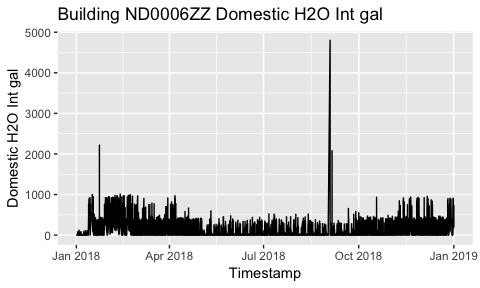 Building ND0006ZZ Domestic H2O Int gal
5000
4000
3000
2000
1000
0
Domestic H2O Int gal
Jan 2018 Apr 2018 Jul 2018 Oct 2018 Jan 2019
Timestamp